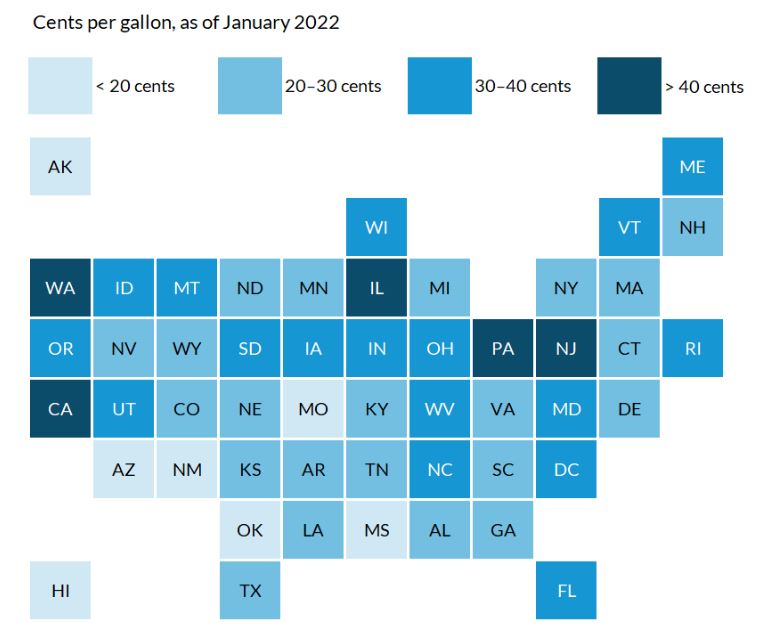 Cents per gallon, as of January 2022
< 20 cents 20–30 cents 30–40 cents > 40 cents
AK ME
WI VT NH
WA ID MT ND MN IL MI NY MA
OR NV WY SD IA IN OH PA NJ CT RI
CA UT CO NE MO KY WV VA MD DE
AZ NM KS AR TN NC SC DC
OK LA MS AL GA
HI TX FL